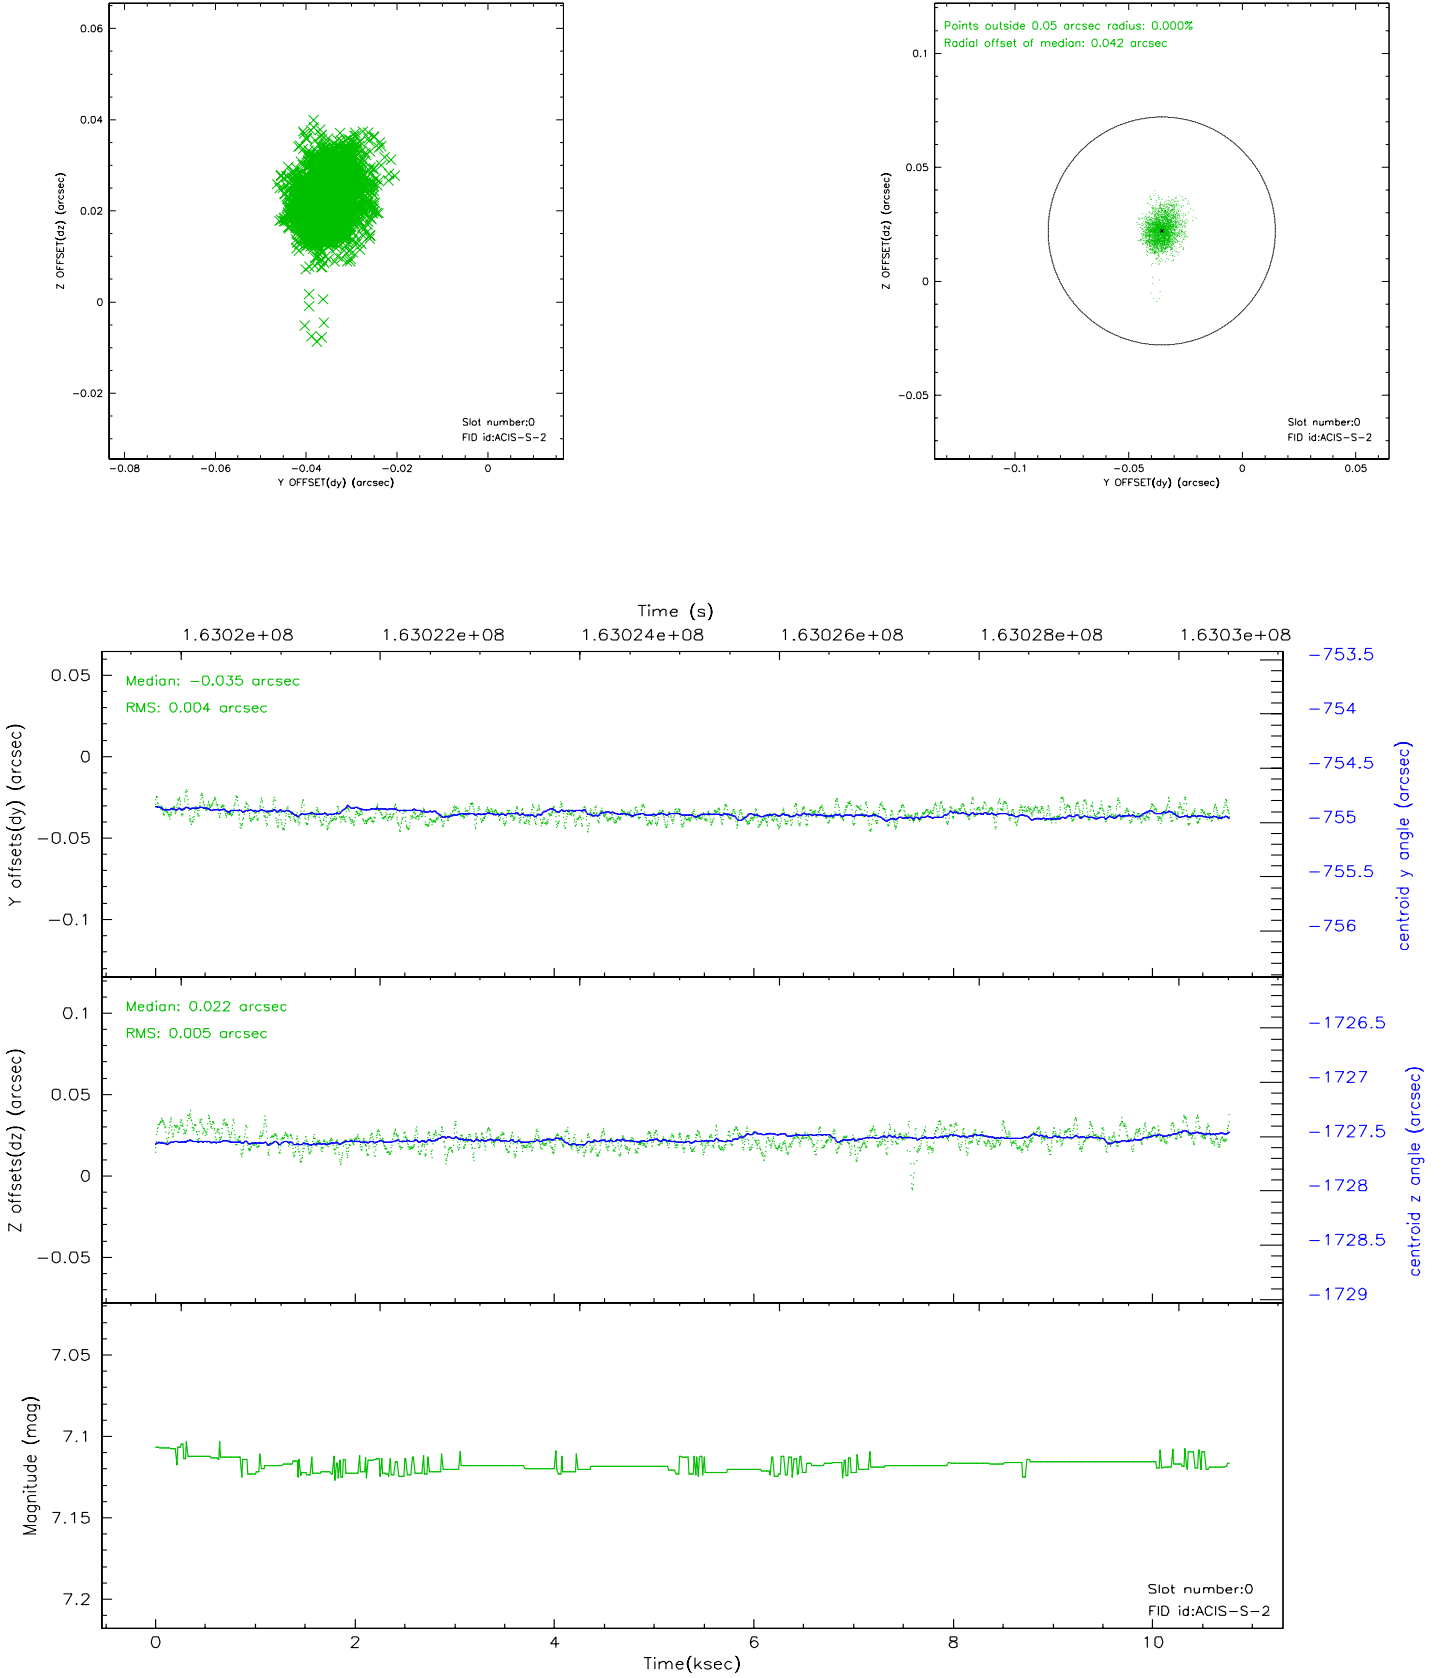 0.06
0.04
0.02
0
−0.02
Z OFFSET(dz) (arcsec)
Slot number:0
FID id:ACIS−S−2
−0.08 −0.06 −0.04 −0.02 0
Y OFFSET(dy) (arcsec)
Points outside 0.05 arcsec radius: 0.000%
Radial offset of median: 0.042 arcsec
0.1
0.05
0
−0.05
Z OFFSET(dz) (arcsec)
Slot number:0
FID id:ACIS−S−2
−0.1 −0.05 0 0.05
Y OFFSET(dy) (arcsec)
Time (s)
1.6302e+08 1.63022e+08 1.63024e+08 1.63026e+08 1.63028e+08 1.6303e+08
Median: −0.035 arcsec
RMS: 0.004 arcsec
0.05
0
−0.05
−0.1
Y offsets(dy) (arcsec)
−753.5
−754
−754.5
−755
−755.5
−756
centroid y angle (arcsec)
Median: 0.022 arcsec
RMS: 0.005 arcsec
0.1
0.05
0
−0.05
Z offsets(dz) (arcsec)
−1726.5
−1727
−1727.5
−1728
−1728.5
−1729
centroid z angle (arcsec)
7.05
7.1
7.15
7.2
Magnitude (mag)
Slot number:0
FID id:ACIS−S−2
0 2 4 6 8 10
Time(ksec)